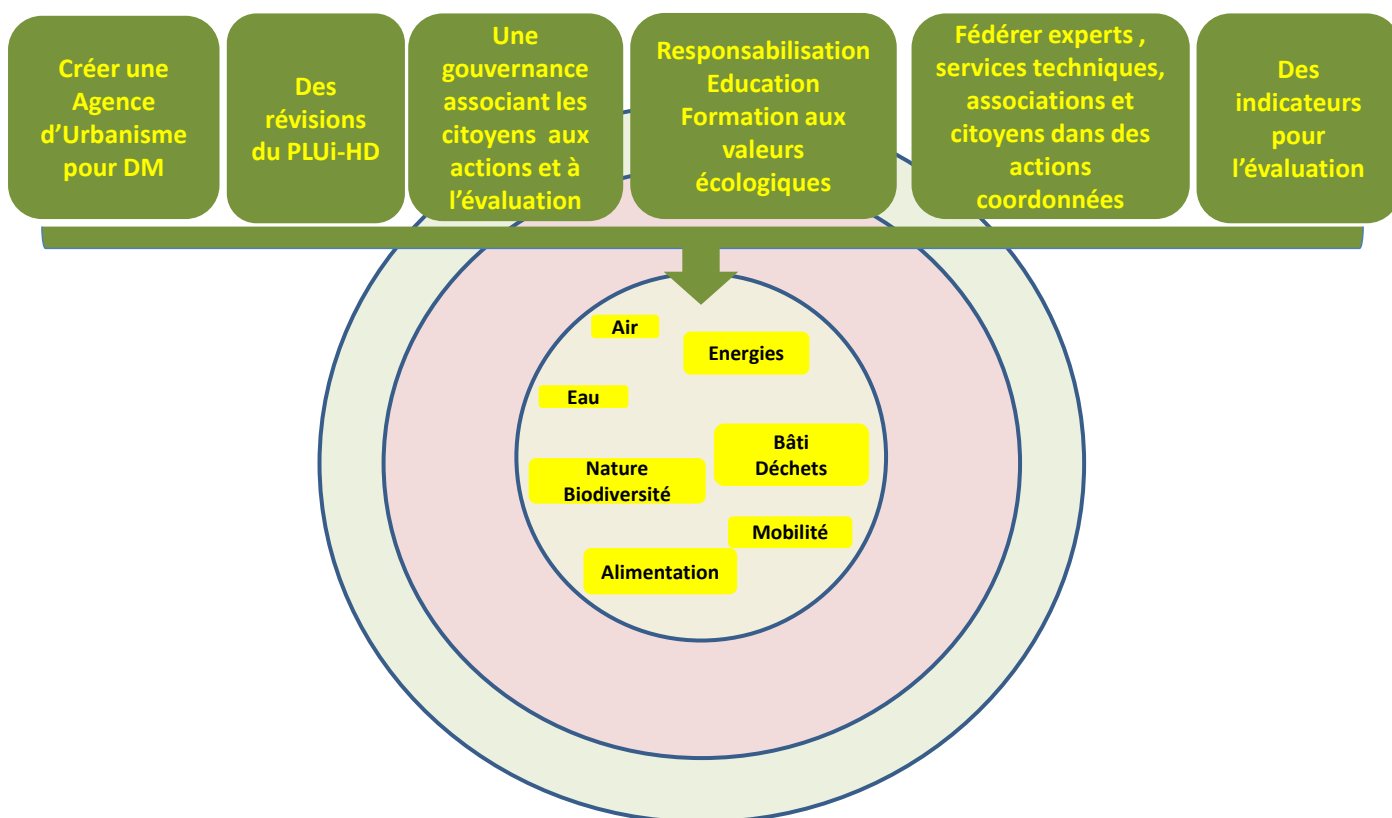 Créer une
Agence
d’Urbanisme
pour DM
Des
révisions
du PLUi-HD
Une
gouvernance
associant les
citoyens aux
actions et à
l’évaluation
Responsabilisation
Education
Formation aux
valeurs
écologiques
Fédérer experts ,
services techniques,
associations et
citoyens dans des
actions
coordonnées
Des
indicateurs
pour
l’évaluation
Air
Energies
Eau
Bâti
Déchets
Nature
Biodiversité
Mobilité
Alimentation